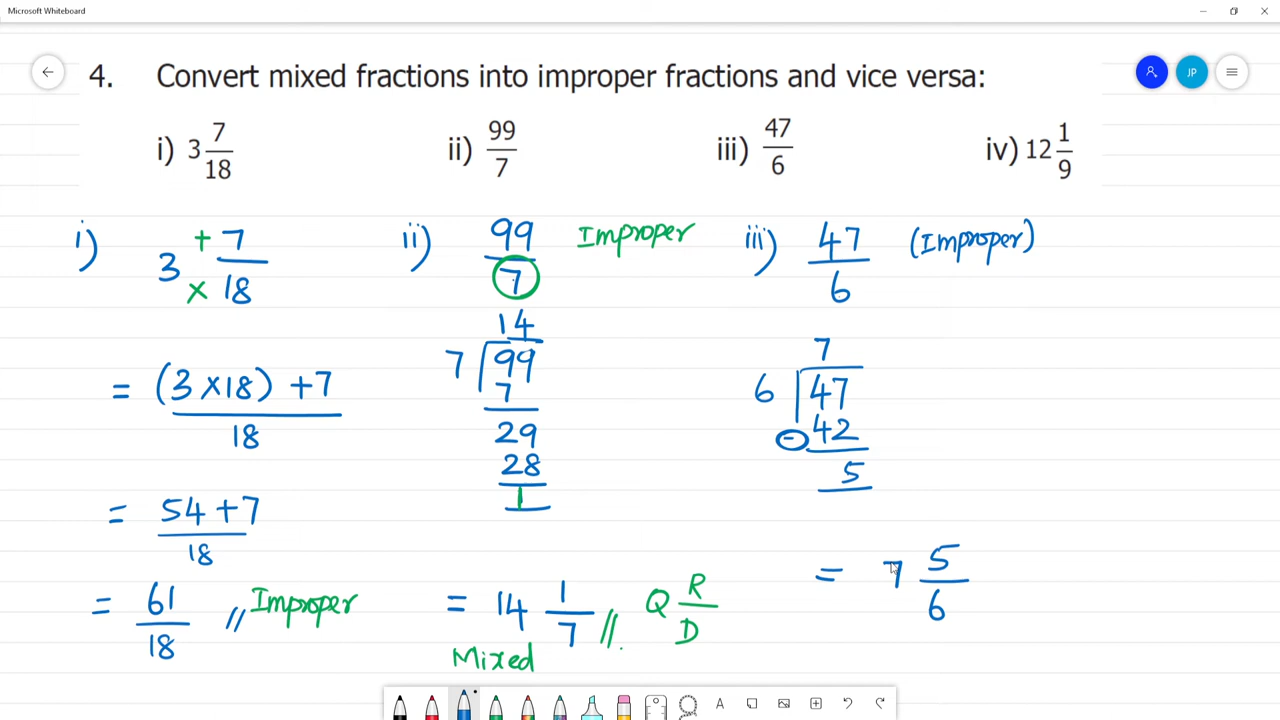 Microsoft Whiteboard
JP
4. Convert mixed fractions into improper fractions and vice versa:
i) 3 7/18
ii) 99/7
iii) 47/6
iv) 12 1/9
i) 3 + 7
× 18
= (3 × 18) + 7
18
= 54 + 7
18
= 61
18 // Improper
ii) 99 Improper
7
14
7 99
7
29
28
1
= 14 1/7 // Q R/D
Mixed
iii) 47 (Improper)
6
7
6 47
- 42
5
= 7 5/6
A